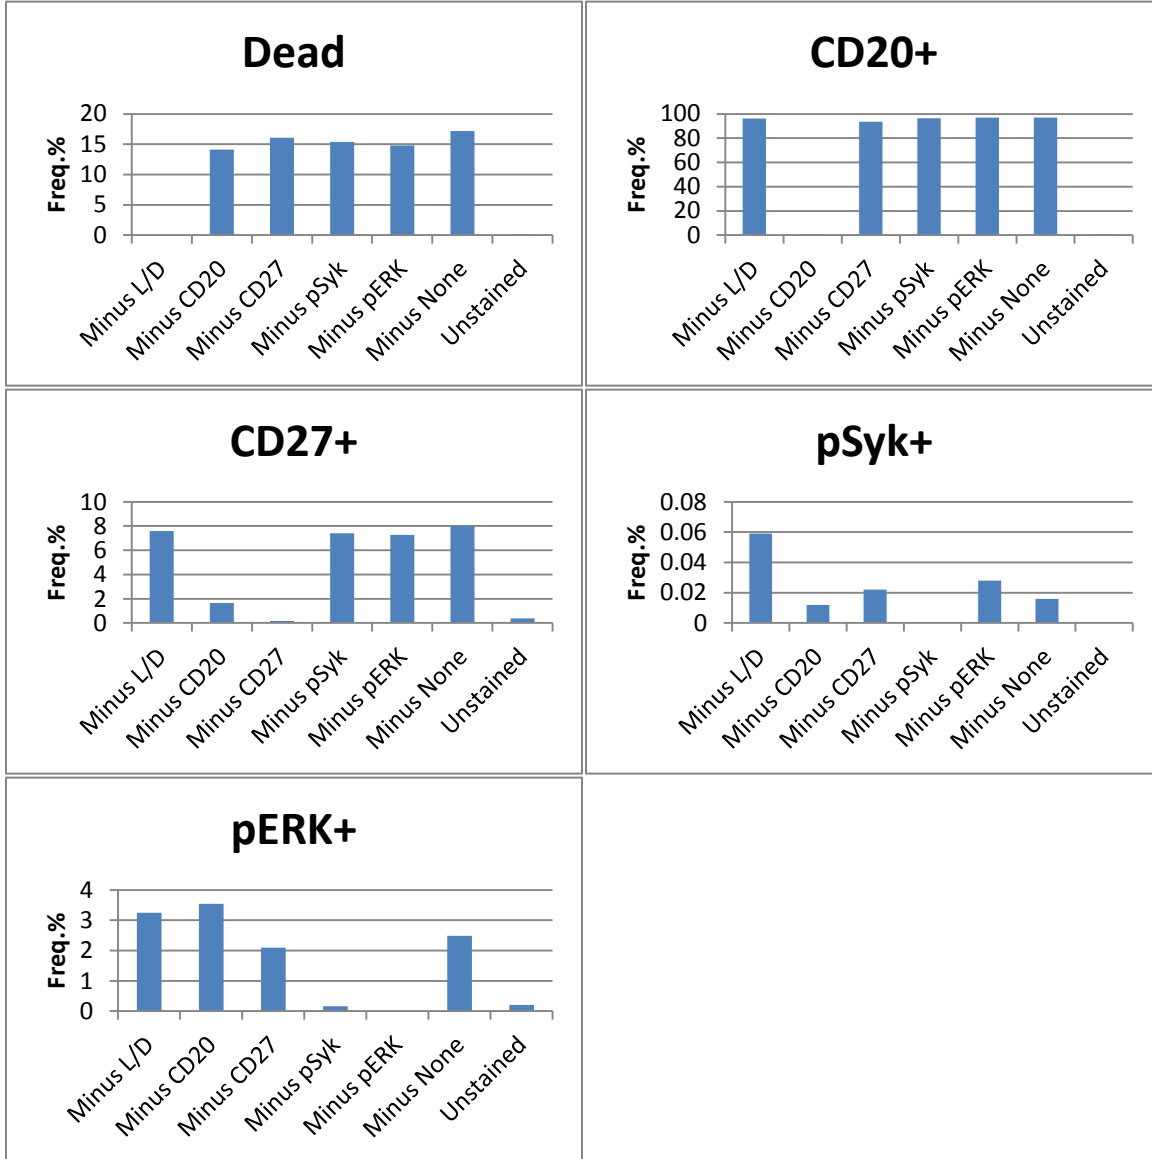 Dead
20
15
10
5
0
Freq.%
Minus L/D
Minus CD20
Minus CD27
Minus pSyk
Minus pERK
Minus None
Unstained
CD20+
100
80
60
40
20
0
Freq.%
Minus L/D
Minus CD20
Minus CD27
Minus pSyk
Minus pERK
Minus None
Unstained
CD27+
10
8
6
4
2
0
Freq.%
Minus L/D
Minus CD20
Minus CD27
Minus pSyk
Minus pERK
Minus None
Unstained
pSyk+
0.08
0.06
0.04
0.02
0
Freq.%
Minus L/D
Minus CD20
Minus CD27
Minus pSyk
Minus pERK
Minus None
Unstained
pERK+
4
3
2
1
0
Freq.%
Minus L/D
Minus CD20
Minus CD27
Minus pSyk
Minus pERK
Minus None
Unstained